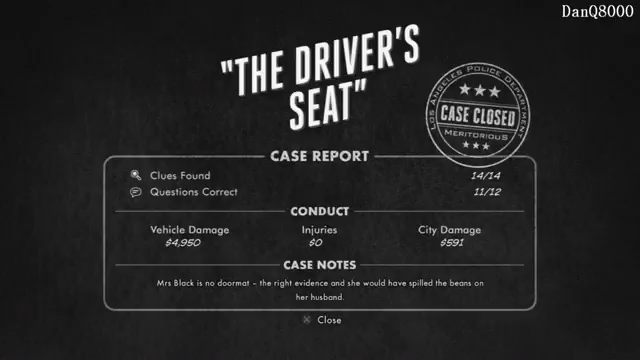 DanQ8000
"THE DRIVER'S
SEAT"
LOS ANGELES POLICE DEPARTMENT
CASE CLOSED
MERITORIOUS
CASE REPORT
Clues Found 14/14
Questions Correct 11/12
CONDUCT
Vehicle Damage Injuries City Damage
$4,950 $0 $591
CASE NOTES
Mrs Black is no doormat - the right evidence and she would have spilled the beans on
her husband.
Close